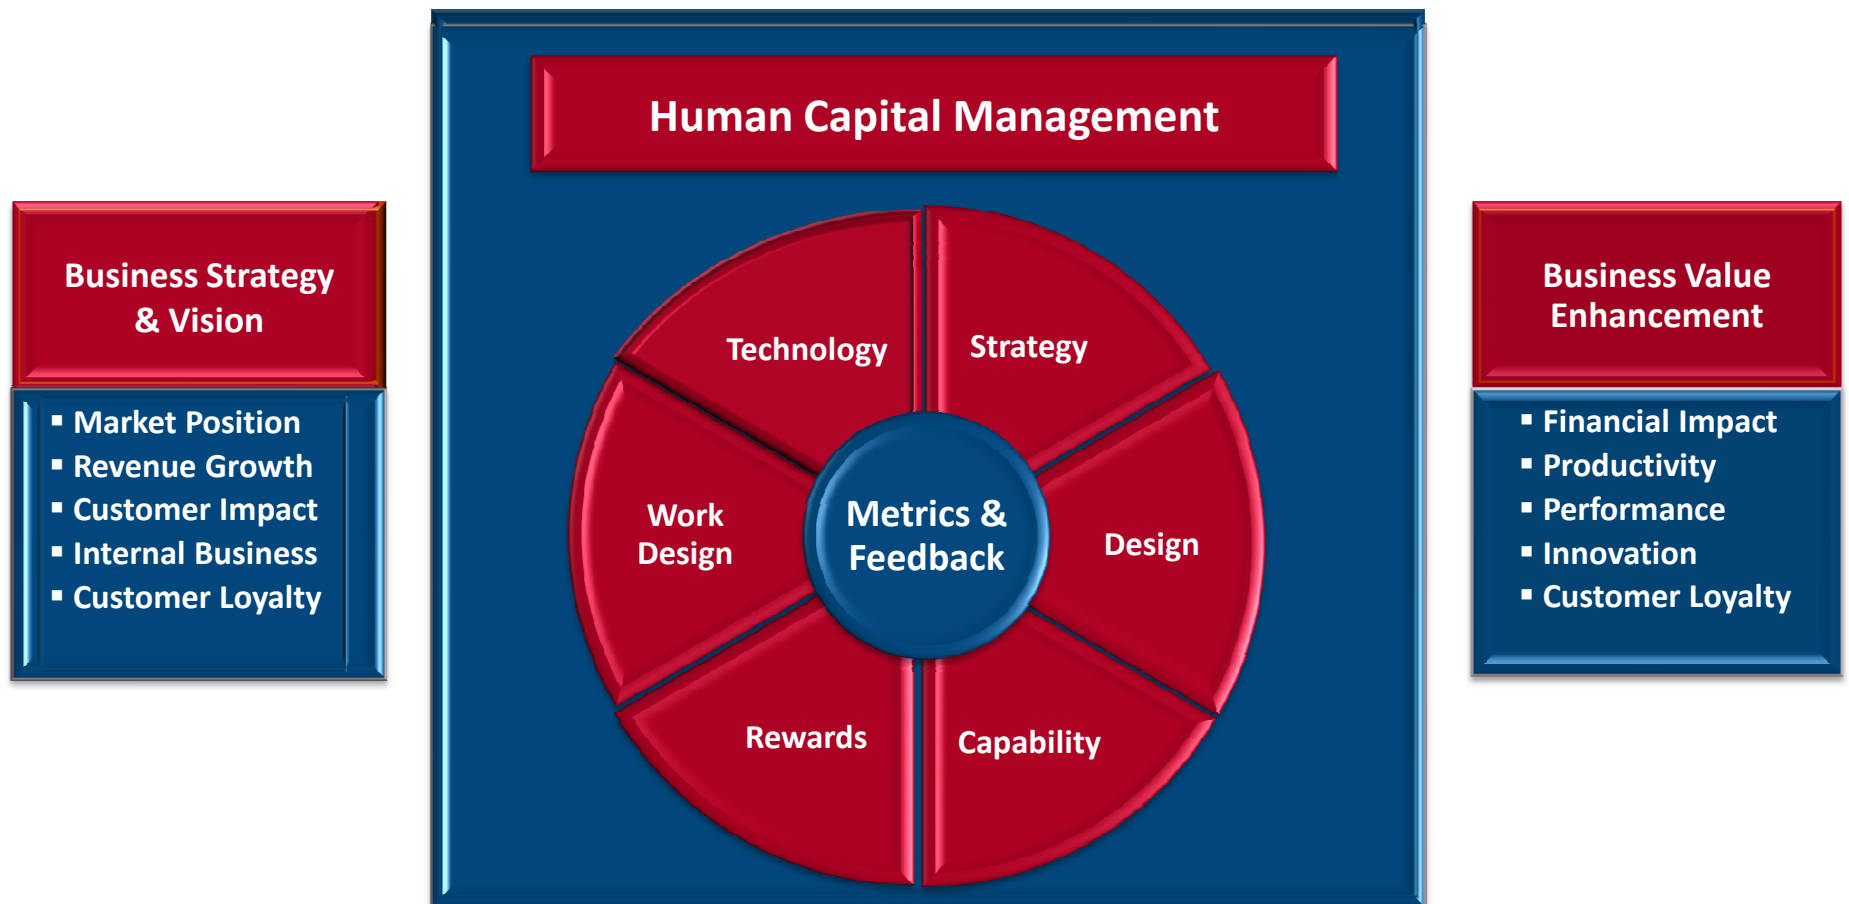 Human Capital Management
Business Strategy
& Vision
▪ Market Position
▪ Revenue Growth
▪ Customer Impact
▪ Internal Business
▪ Customer Loyalty
Technology
Strategy
Work
Design
Metrics &
Feedback
Design
Rewards
Capability
Business Value
Enhancement
▪ Financial Impact
▪ Productivity
▪ Performance
▪ Innovation
▪ Customer Loyalty